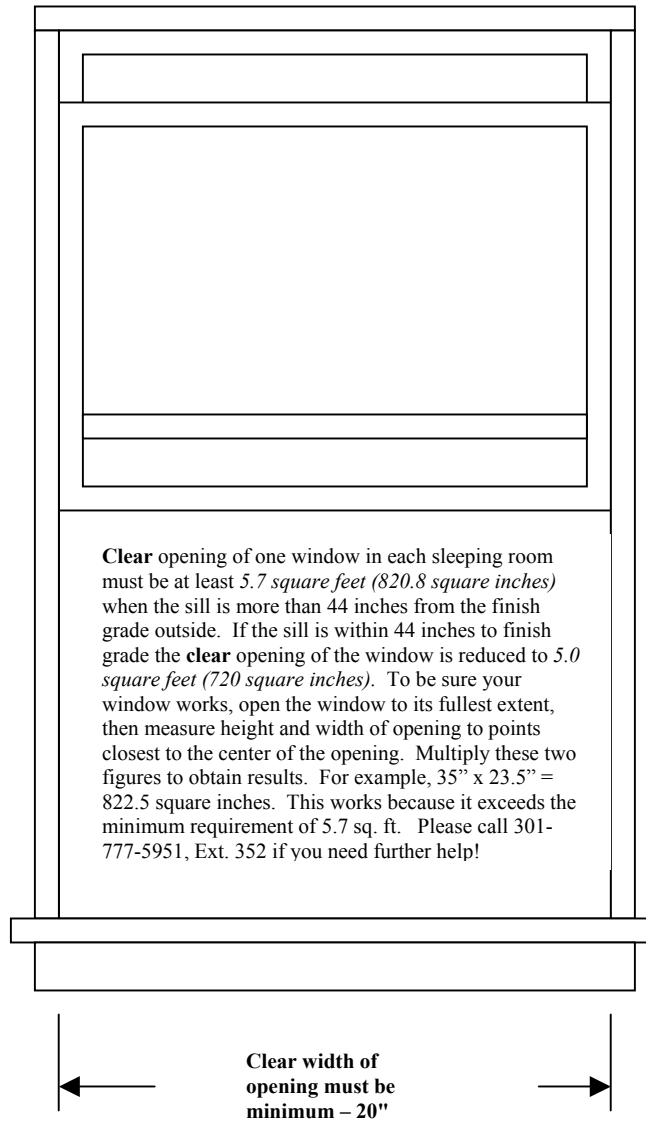 Clear opening of one window in each sleeping room
must be at least 5.7 square feet (820.8 square inches)
when the sill is more than 44 inches from the finish
grade outside.  If the sill is within 44 inches to finish
grade the clear opening of the window is reduced to 5.0
square feet (720 square inches).  To be sure your
window works, open the window to its fullest extent,
then measure height and width of opening to points
closest to the center of the opening.  Multiply these two
figures to obtain results.  For example, 35” x 23.5” =
822.5 square inches.  This works because it exceeds the
minimum requirement of 5.7 sq. ft.   Please call 301-
777-5951, Ext. 352 if you need further help!
Clear width of
opening must be
minimum – 20"